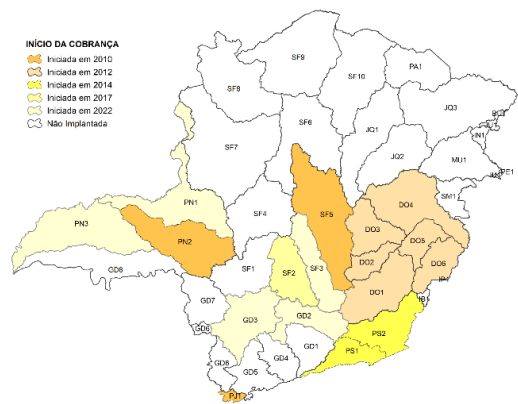 INÍCIO DA COBRANÇA
Iniciada em 2010
Iniciada em 2012
Iniciada em 2014
Iniciada em 2017
Iniciada em 2022
Não Implantada
SF9
SF10
PA1
SF8
JQ3
SF6
JQ1
IN1
SF7
JQ2
MU1
PE1
PN1
SM1
DO4
SF4
SF5
PN3
DO3
PN2
DO5
DO2
DO6
GD8
SF1
SF2
SF3
IP1
GD7
DO1
IB1
GD3
GD2
GD6
PS2
GD1
PS1
GD4
GD5
PJ1